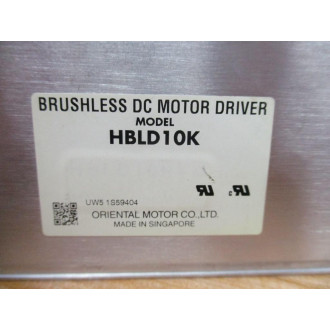 BRUSHLESS DC MOTOR DRIVER
MODEL
HBLD10K
UW5 1S59404
ORIENTAL MOTOR CO.,LTD.
MADE IN SINGAPORE